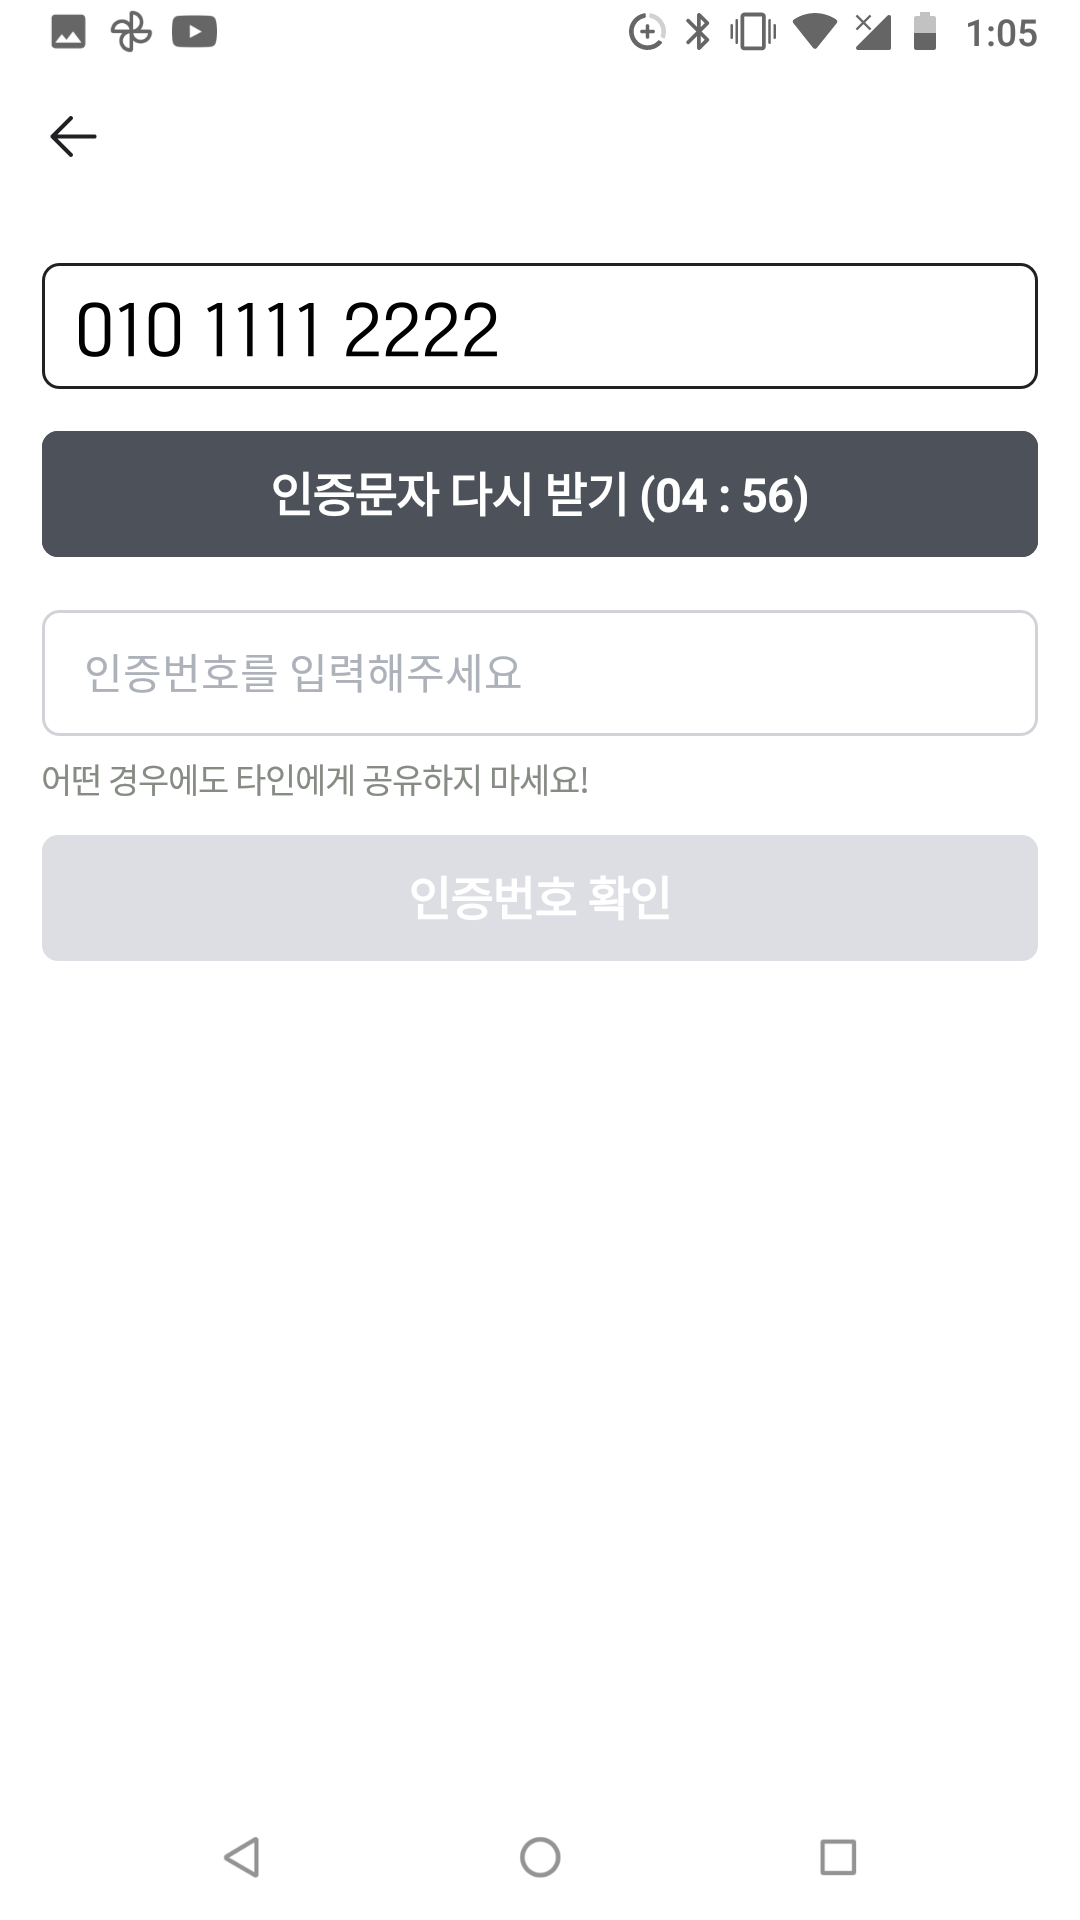 1:05
010 1111 2222
인증문자 다시 받기 (04 : 56)
인증번호를 입력해주세요
어떤 경우에도 타인에게 공유하지 마세요!
인증번호 확인